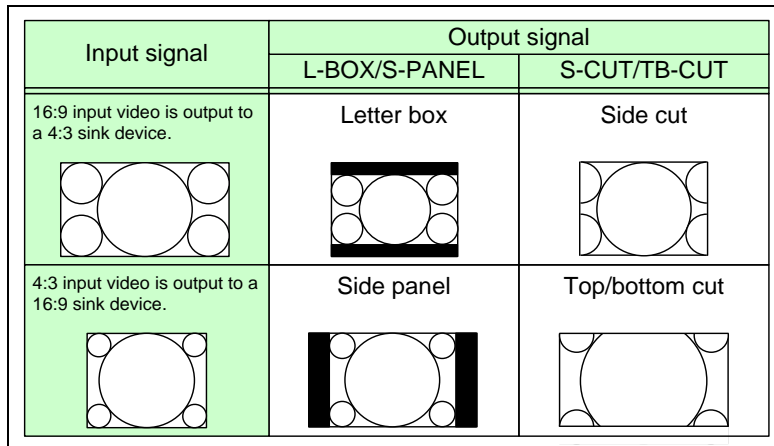 Input signal
Output signal
L-BOX/S-PANEL
S-CUT/TB-CUT
16:9 input video is output to
a 4:3 sink device.
Letter box
Side cut
4:3 input video is output to a
16:9 sink device.
Side panel
Top/bottom cut